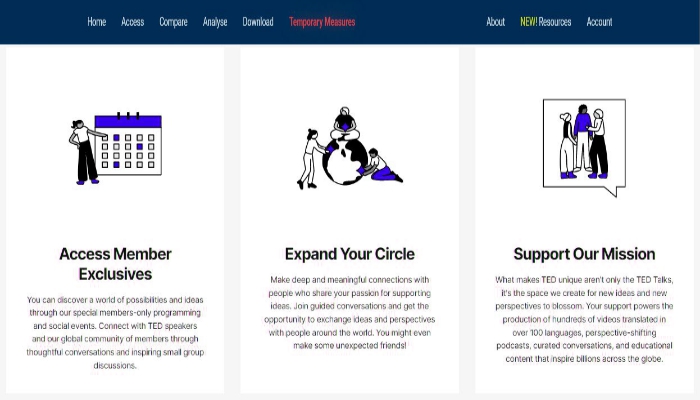 Home Access Compare Analyse Download Temporary Measures About NEW! Resources Account
Access Member
Exclusives
You can discover a world of possibilities and ideas
through our special members-only programming
and social events. Connect with TED speakers
and our global community of members through
thoughtful conversations and inspiring small group
discussions.
Expand Your Circle
Make deep and meaningful connections with
people who share your passion for supporting
ideas. Join guided conversations and get the
opportunity to exchange ideas and perspectives
with people around the world. You might even
make some unexpected friends!
Support Our Mission
What makes TED unique aren't only the TED Talks,
it's the space we create for new ideas and new
perspectives to blossom. Your support powers the
production of hundreds of videos translated in
over 100 languages, perspective-shifting
podcasts, curated conversations, and educational
content that inspire billions across the globe.